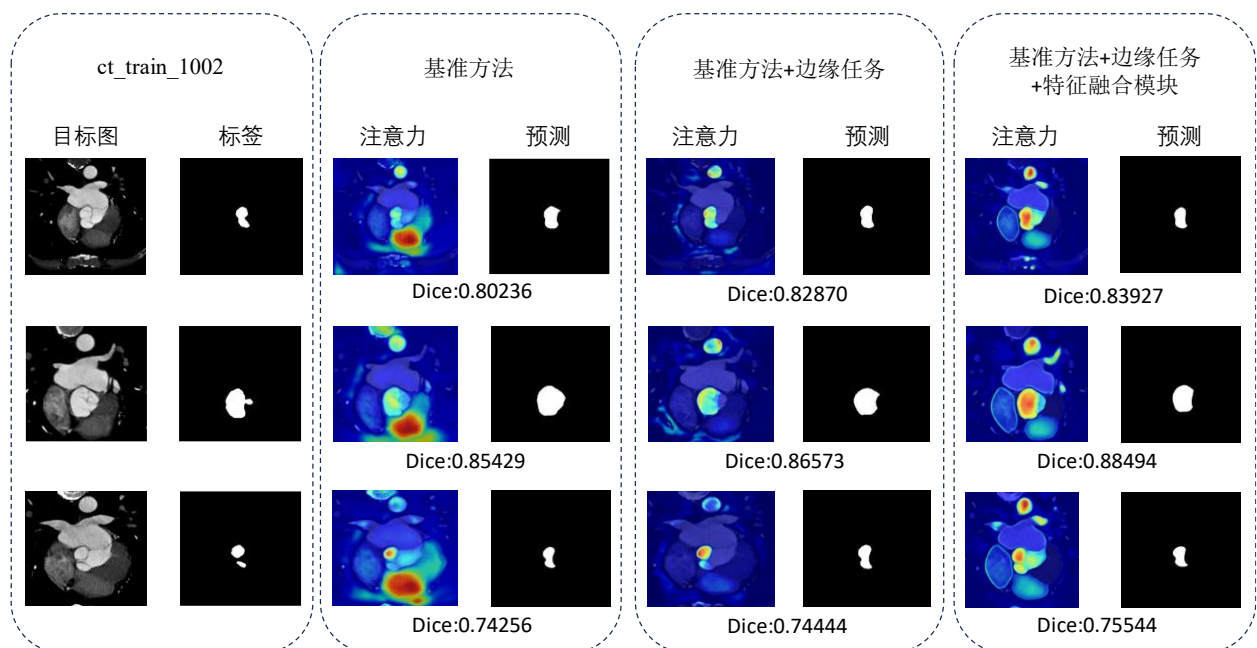 ct_train_1002
基准方法
基准方法+边缘任务
基准方法+边缘任务
+特征融合模块
目标图
标签
注意力
预测
注意力
预测
注意力
预测
Dice:0.80236
Dice:0.82870
Dice:0.83927
Dice:0.85429
Dice:0.86573
Dice:0.88494
Dice:0.74256
Dice:0.74444
Dice:0.75544